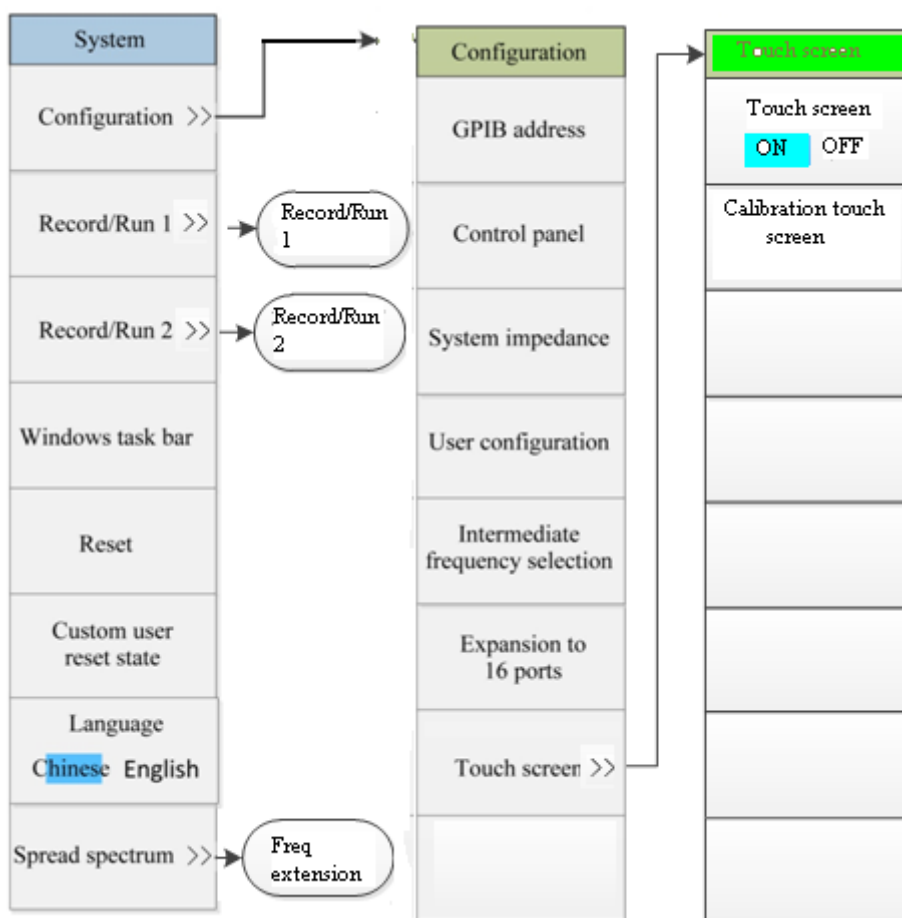 System
Configuration >>
Record/Run 1 >>
Record/Run 2 >>
Windows task bar
Reset
Custom user
reset state
Language
Chinese English
Spread spectrum >>
Record/Run
1
Record/Run
2
Freq
extension
Configuration
GPIB address
Control panel
System impedance
User configuration
Intermediate
frequency selection
Expansion to
16 ports
Touch screen >>
Touch screen
Touch screen
ON OFF
Calibration touch
screen